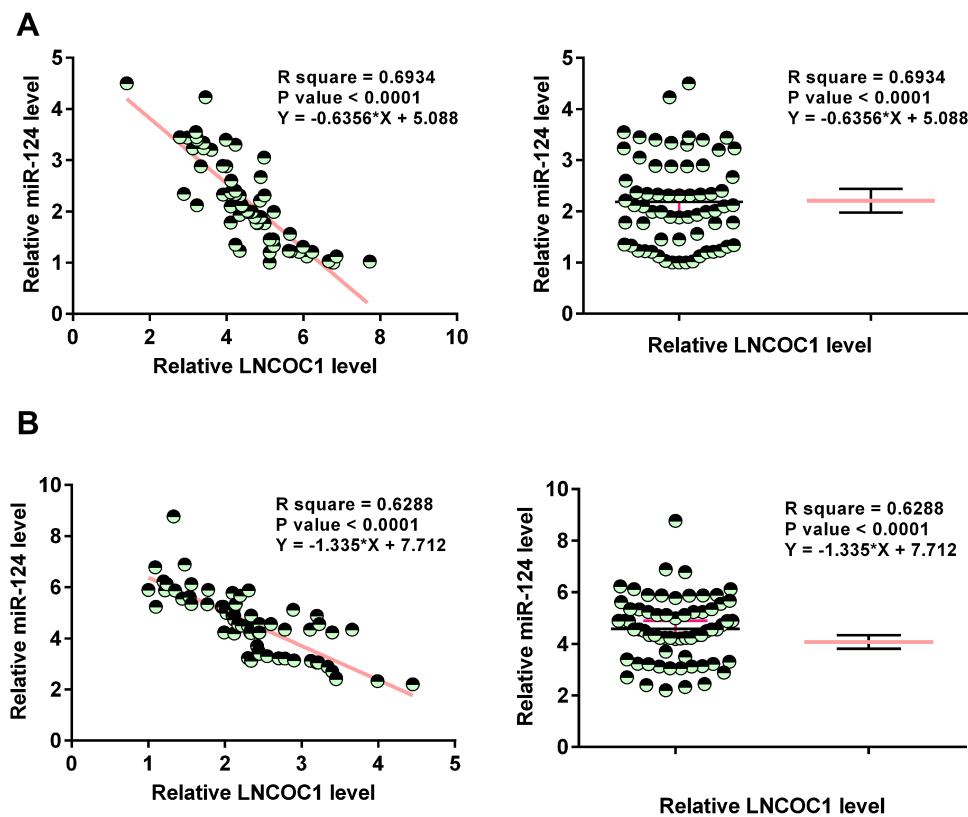 A
R square = 0.6934
P value < 0.0001
Y = -0.6356*X + 5.088
Relative miR-124 level
5
4
3
2
1
0
0
2
4
6
8
10
Relative LNCOC1 level
R square = 0.6934
P value < 0.0001
Y = -0.6356*X + 5.088
Relative miR-124 level
5
4
3
2
1
0
Relative LNCOC1 level
B
R square = 0.6288
P value < 0.0001
Y = -1.335*X + 7.712
Relative miR-124 level
10
8
6
4
2
0
0
1
2
3
4
5
Relative LNCOC1 level
R square = 0.6288
P value < 0.0001
Y = -1.335*X + 7.712
Relative miR-124 level
10
8
6
4
2
0
Relative LNCOC1 level